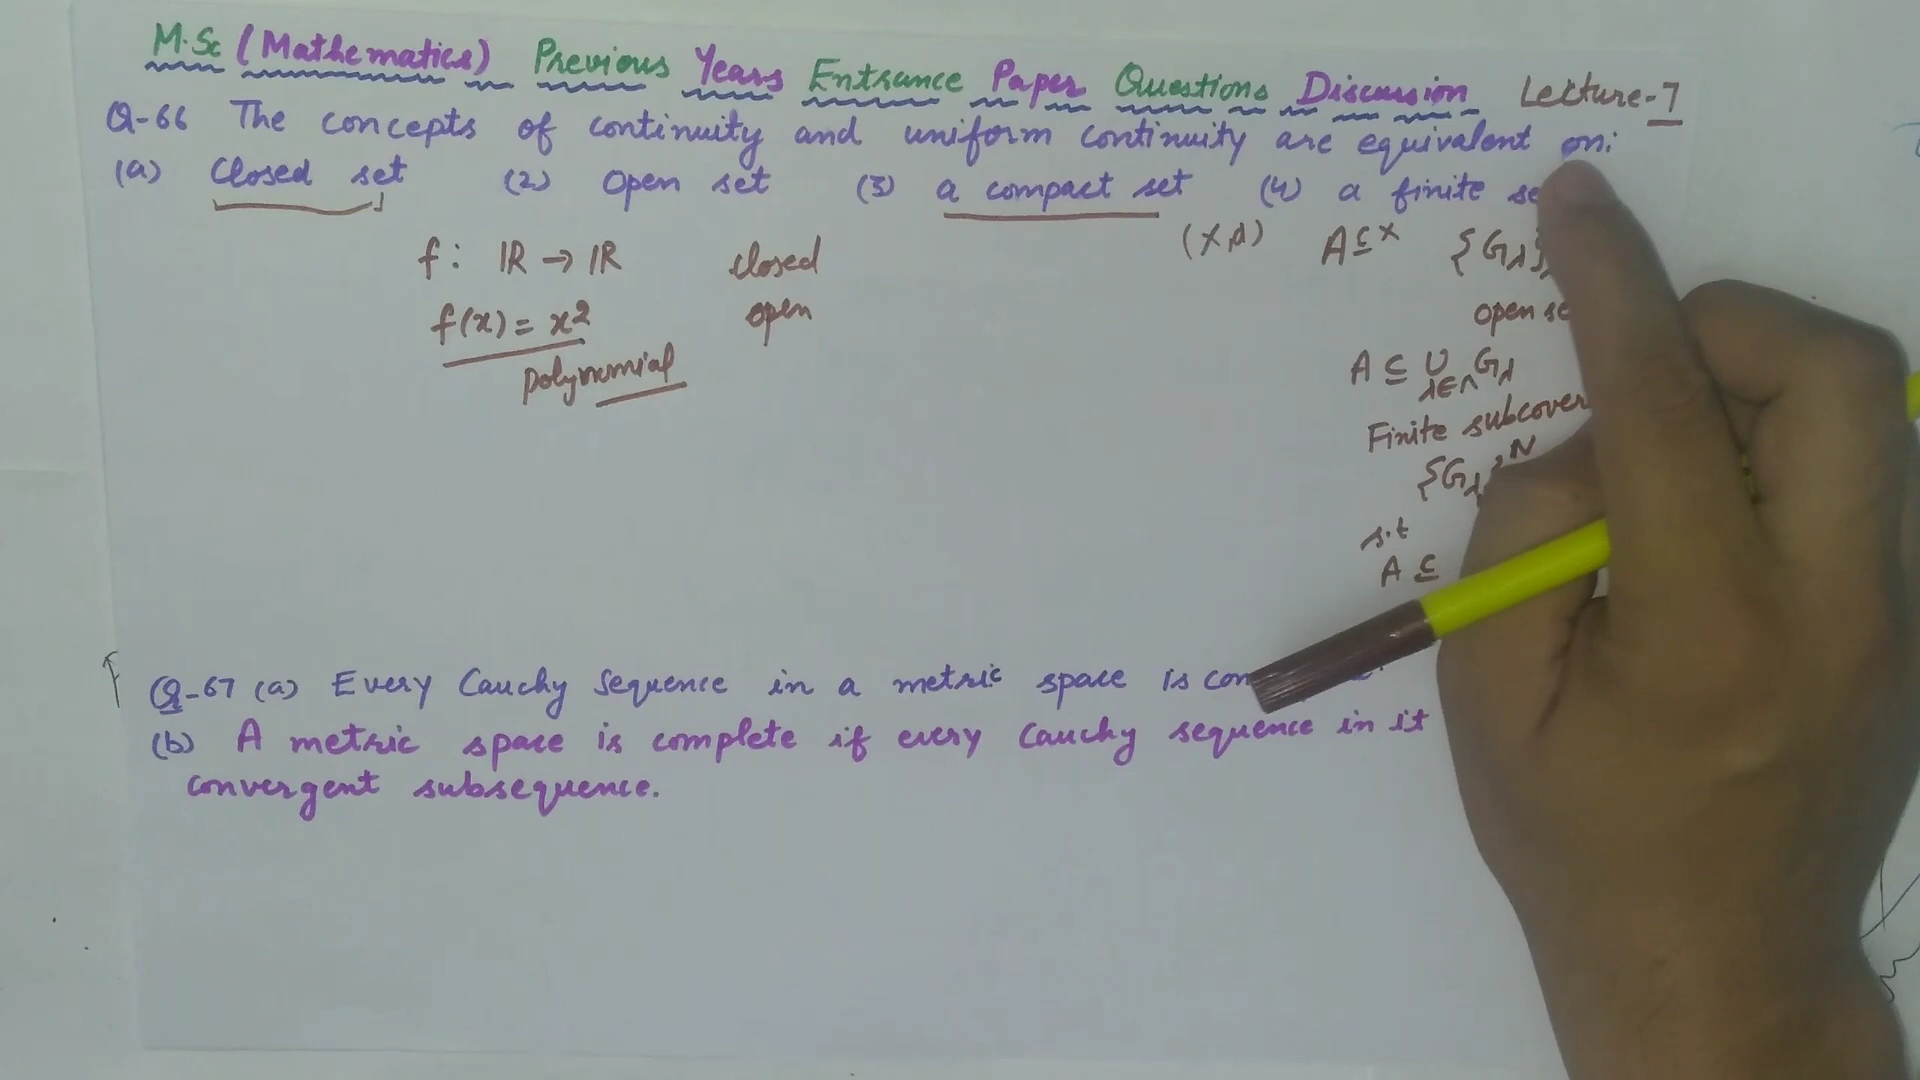 M.Sc (Mathematics) Previous Years Entrance Paper Questions Discussion Lecture-7
Q-66 The concepts of continuity and uniform continuity are equivalent on:
(a) Closed set (2) Open set (3) a compact set (4) a finite se
(X,d) A⊆X {Gλ}
f: IR → IR closed
f(x) = x2 open
open se
polynomial
A ⊆ ∪ λ∈Λ Gλ
Finite subcover
{Gλ }N
s.t
A ⊆
Q-67 (a) Every Cauchy Sequence in a metric space is con
(b) A metric space is complete if every Cauchy sequence in it
convergent subsequence.